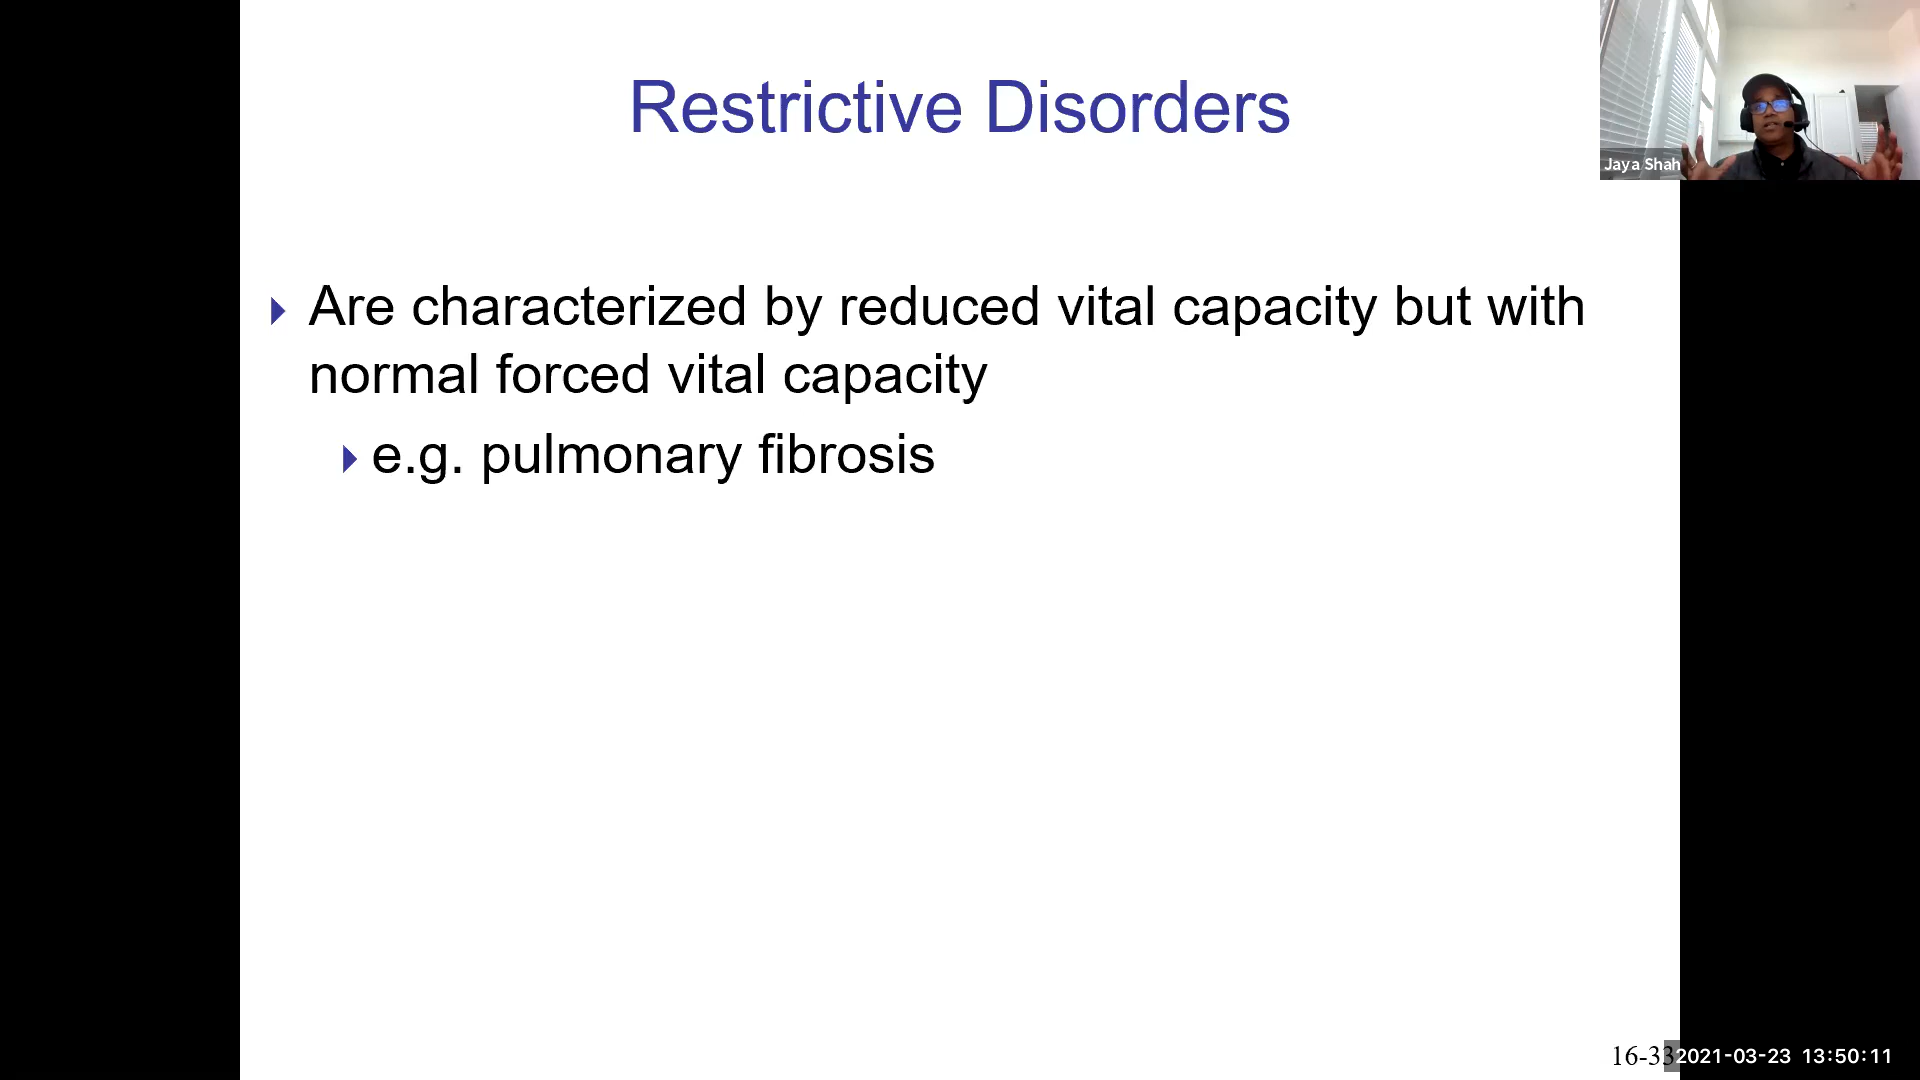 Restrictive Disorders
Jaya Shah
Are characterized by reduced vital capacity but with
normal forced vital capacity
e.g. pulmonary fibrosis
16-33
2021-03-23 13:50:11